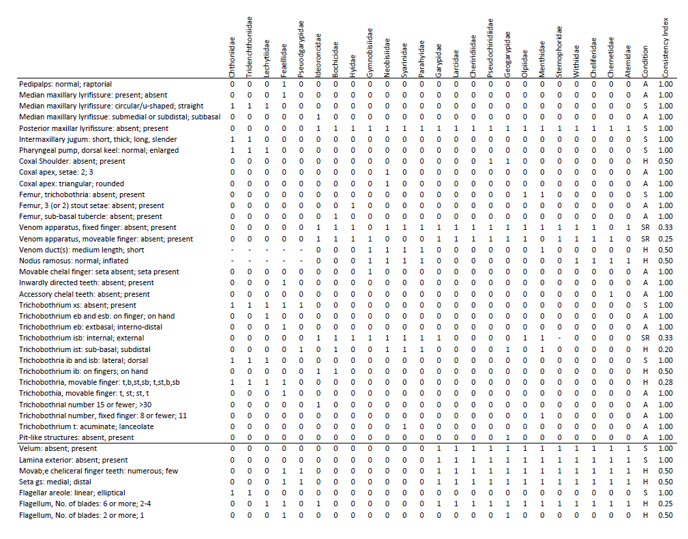 Chthoniidae Tridenchthoniidae Lechytiidae Feaellidae Pseuodgarypidae Ideoroncidae Bochicidae Hyidae Gymnobisiidae Neobisiidae Syarinidae Parahyidae Garypidae Larcidae Cheiridiidae Pseudochiridiidae Geogarypidae Olpiidae Menthidae Sternophoridae Withiidae Cheliferidae Chernetidae Atemidae Condition Consistency Index
Pedipalps: normal; raptorial 0 0 0 1 0 0 0 0 0 0 0 0 0 0 0 0 0 0 0 0 0 0 0 0 A 1.00
Median maxillary lyrifissure: present; absent 0 0 0 1 0 0 0 0 0 0 0 0 0 0 0 0 0 0 0 0 0 0 0 0 A 1.00
Median maxillary lyrifissure: circular/u-shaped; straight 1 1 1 0 0 0 0 0 0 0 0 0 0 0 0 0 0 0 0 0 0 0 0 0 S 1.00
Median maxillary lyrifissue: submedial or subdistal; subbasal 0 0 0 0 0 1 0 0 0 0 0 0 0 0 0 0 0 0 0 0 0 0 0 0 A 1.00
Posterior maxillar lyrifissure: absent; present 0 0 0 0 0 1 1 1 1 1 1 1 1 1 1 1 1 1 1 1 1 1 1 1 S 1.00
Intermaxillary jugum: short, thick; long, slender 1 1 0 0 0 0 0 0 0 0 0 0 0 0 0 0 0 0 0 0 0 0 0 0 S 1.00
Pharyngeal pump, dorsal keel: normal; enlarged 1 1 1 0 0 0 0 0 0 0 0 0 0 0 0 0 0 0 0 0 0 0 0 0 S 1.00
Coxal Shoulder: absent; present 0 0 0 0 0 0 0 0 0 0 0 0 0 0 0 1 1 0 0 0 0 0 0 0 H 0.50
Coxal apex, setae: 2; 3 0 0 0 0 0 0 0 0 0 1 0 0 0 0 0 0 0 0 0 0 0 0 0 0 A 1.00
Coxal apex: triangular; rounded 0 0 0 0 0 0 0 0 0 1 0 0 0 0 0 0 0 0 0 0 0 0 0 0 A 1.00
Femur, trichobothria: absent; present 0 0 0 0 0 0 0 0 0 0 0 0 0 0 0 0 0 1 1 0 0 0 0 0 S 1.00
Femur, 3 (or 2) stout setae: absent; present 0 0 0 0 0 0 0 1 0 0 0 0 0 0 0 0 0 0 0 0 0 0 0 0 A 1.00
Femur, sub-basal tubercle: absent; present 0 0 0 0 0 0 1 0 0 0 0 0 0 0 0 0 0 0 0 0 0 0 0 0 A 1.00
Venom apparatus, fixed finger: absent; present 0 0 0 0 0 1 1 1 0 1 1 1 1 1 1 1 1 1 1 1 1 1 0 1 SR 0.33
Venom apparatus, moveable finger: absent; present 0 0 0 0 0 1 1 1 1 0 0 0 1 1 1 1 1 1 0 1 1 1 1 0 SR 0.25
Venom duct(s): medium length; short - - - - - 0 0 0 1 1 1 1 0 0 0 0 0 0 1 0 0 0 0 0 H 0.50
Nodus ramosus: normal; inflated - - - - - 0 0 0 1 1 1 1 0 0 0 0 0 0 0 0 1 1 1 1 H 0.50
Movable chelal finger: seta absent; seta present 0 0 0 0 0 0 0 0 1 0 0 0 0 0 0 0 0 0 0 0 0 0 0 0 A 1.00
Inwardly directed teeth: absent; present 0 0 0 1 0 0 0 0 0 0 0 0 0 0 0 0 0 0 0 0 0 0 0 0 A 1.00
Accessory chelal teeth: absent; present 0 0 0 0 0 0 0 0 0 0 0 0 0 0 0 0 0 0 0 0 0 0 1 0 A 1.00
Trichobothrium xs: absent; present 1 1 1 1 1 0 0 0 0 0 0 0 0 0 0 0 0 0 0 0 0 0 0 0 S 1.00
Trichobothrium eb and esb: on finger; on hand 0 0 1 0 0 0 0 0 0 0 0 0 0 0 0 0 0 0 0 0 0 0 0 0 A 1.00
Trichobothrium eb: extbasal; interno-distal 0 0 0 1 0 0 0 0 0 0 0 0 0 0 0 0 0 0 0 0 0 0 0 0 A 1.00
Trichobothrium isb: internal; external 0 0 0 0 0 1 1 1 1 1 1 1 0 0 0 0 0 1 1 - 0 0 0 0 SR 0.33
Trichobothrium ist: sub-basal; subdistal 0 0 0 0 1 0 1 0 0 1 1 1 0 0 0 0 1 0 1 0 0 0 0 0 H 0.20
Trichobothria ib and isb: lateral; dorsal 1 1 1 0 0 0 0 0 0 0 0 0 0 0 0 0 0 0 0 0 0 0 0 0 S 1.00
Trichobothrium ib: on fingers; on hand 0 0 0 0 0 1 1 0 0 0 0 0 0 0 0 0 0 0 0 0 0 0 0 0 H 0.50
Trichobothria, movable finger: t,b,st,sb; t,st,b,sb 1 1 1 1 0 0 0 0 0 0 0 0 0 0 0 0 0 0 0 0 0 0 0 0 H 0.28
Trichobothia, movable finger: t, st; st, t 0 0 0 1 0 0 0 0 0 0 0 0 0 0 0 0 0 0 0 0 0 0 0 0 A 1.00
Trichobothrial number 15 or fewer; >30 0 0 0 0 0 1 0 0 0 0 0 0 0 0 0 0 0 0 0 0 0 0 0 0 A 1.00
Trichobothrial number, fixed finger: 8 or fewer; 11 0 0 0 0 0 0 0 0 0 0 0 0 0 0 0 0 0 0 1 0 0 0 0 0 A 1.00
Trichobothrium t: acuminate; lanceolate 0 0 0 0 0 0 0 0 0 0 1 0 0 0 0 0 0 0 0 0 0 0 0 0 A 1.00
Pit-like structures: absent, present 0 0 0 0 0 0 0 0 0 0 0 0 0 0 0 0 1 0 0 0 0 0 0 0 A 1.00
Velum: absent; present 0 0 0 0 0 0 0 0 0 0 0 0 1 1 1 1 1 1 1 1 1 1 1 1 S 1.00
Lamina exterior: absent; present 0 0 0 0 0 0 0 0 0 0 0 0 1 1 1 1 1 1 1 1 1 1 1 1 S 1.00
Movab;e cheliceral finger teeth: numerous; few 0 0 0 1 1 0 0 0 0 0 0 0 1 1 1 1 1 1 1 1 1 1 1 1 H 0.50
Seta gs: medial; distal 0 0 0 1 1 0 0 0 0 0 0 0 1 1 1 1 1 1 1 1 1 1 1 1 H 0.50
Flagellar areole: linear; elliptical 1 1 0 0 0 0 0 0 0 0 0 0 0 0 0 0 0 0 0 0 0 0 0 0 S 1.00
Flagellum, No. of blades: 6 or more; 2-4 0 0 1 1 0 1 0 0 0 0 0 0 1 1 1 1 1 1 1 1 1 1 1 1 H 0.25
Flagellum, No. of blades: 2 or more; 1 0 0 0 1 0 0 0 0 0 0 0 0 0 0 0 0 1 0 0 0 0 0 0 0 H 0.50